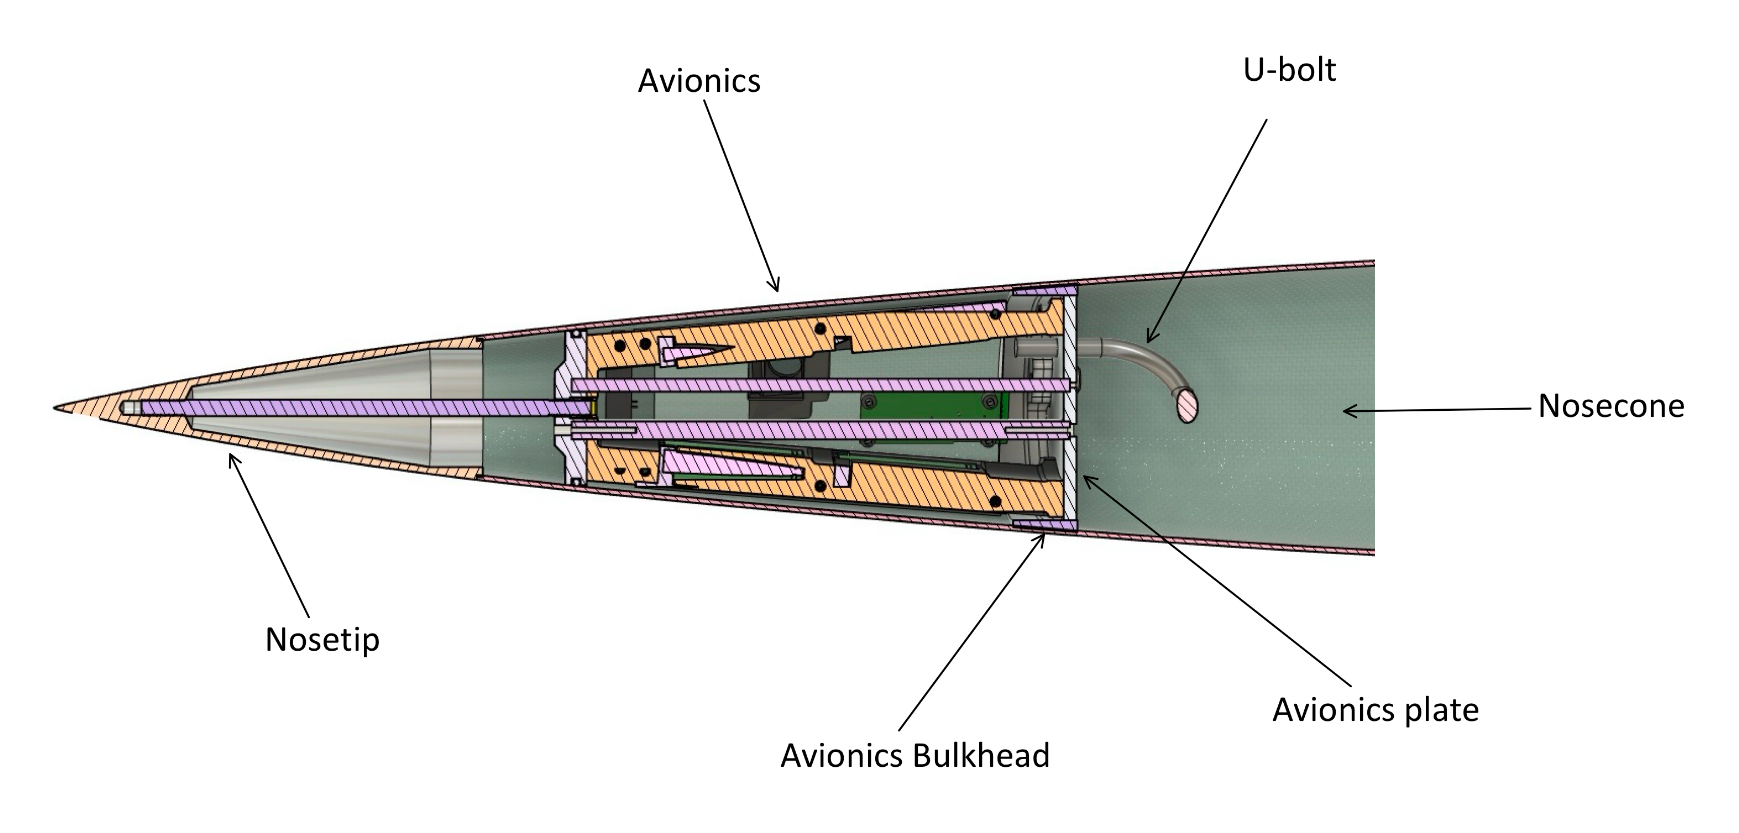 U-bolt
Avionics
Nosecone
Nosetip
Avionics plate
Avionics Bulkhead